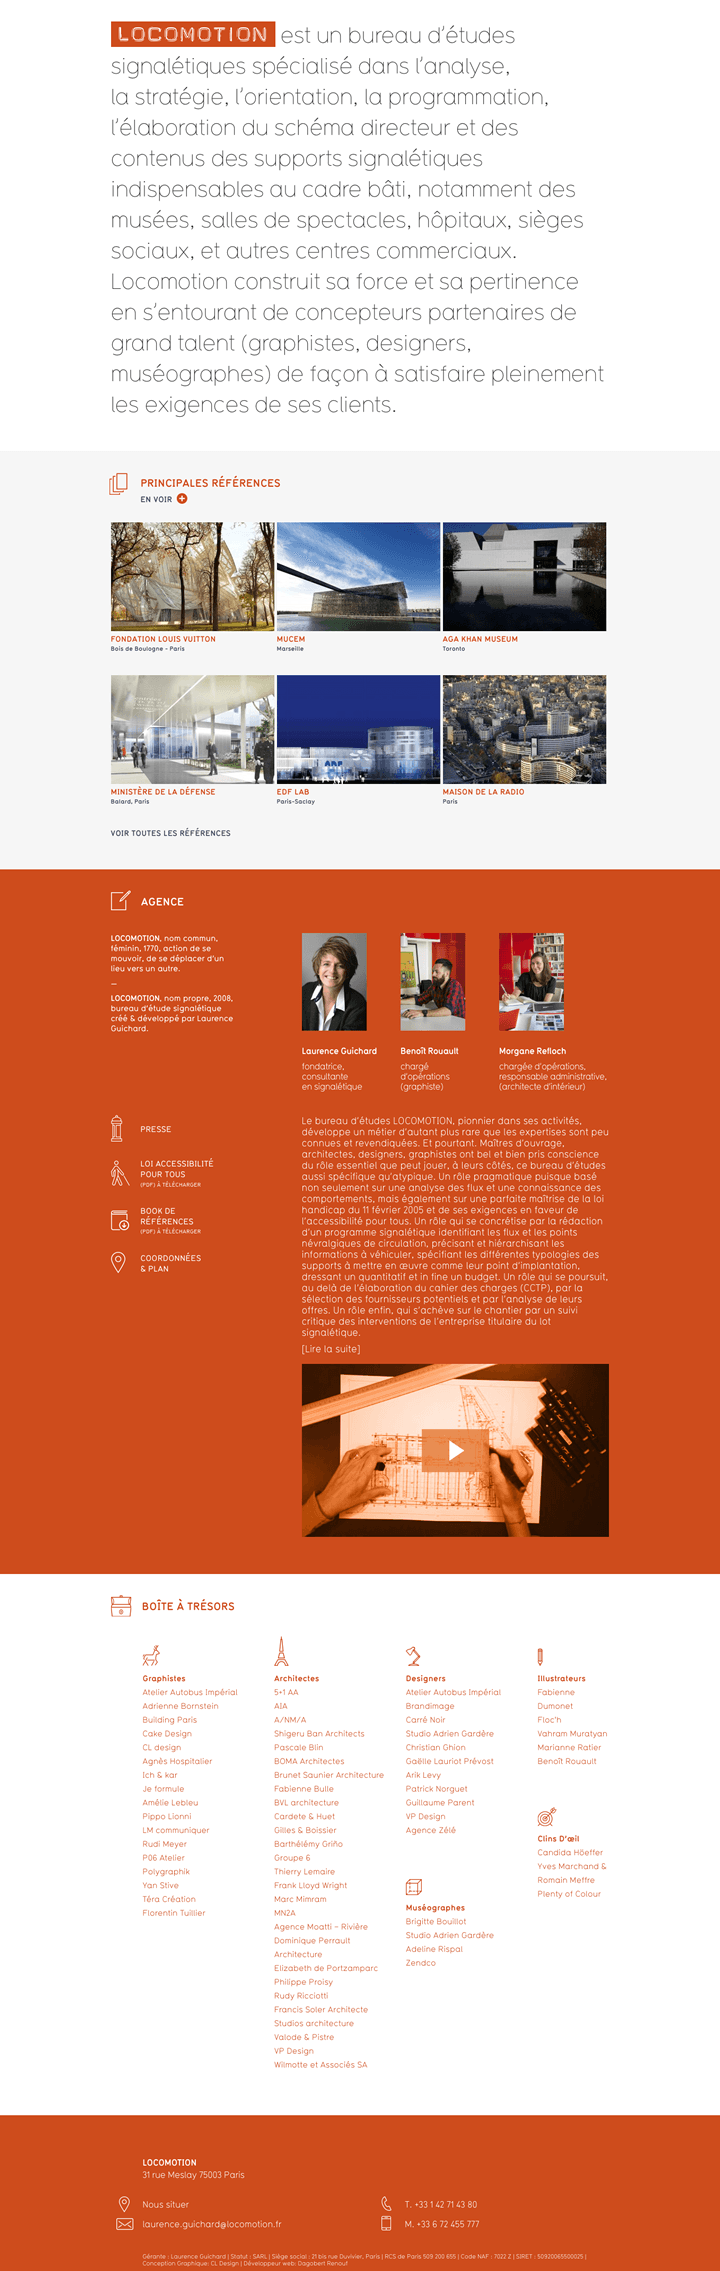 LOCOMOTION est un bureau d'études
signalétiques spécialisé dans l'analyse,
la stratégie, l'orientation, la programmation,
l'élaboration du schéma directeur et des
contenus des supports signalétiques
indispensables au cadre bâti, notamment des
musées, salles de spectacles, hôpitaux, sièges
sociaux, et autres centres commerciaux.
Locomotion construit sa force et sa pertinence
en s'entourant de concepteurs partenaires de
grand talent (graphistes, designers,
muséographes) de façon à satisfaire pleinement
les exigences de ses clients.
PRINCIPALES RÉFÉRENCES
EN VOIR
FONDATION LOUIS VUITTON
Bois de Boulogne - Paris
MUCEM
Marseille
AGA KHAN MUSEUM
Toronto
MINISTÈRE DE LA DÉFENSE
Balard, Paris
EDF LAB
Paris-Saclay
MAISON DE LA RADIO
Paris
VOIR TOUTES LES RÉFÉRENCES
AGENCE
LOCOMOTION, nom commun,
féminin, 1770, action de se
mouvoir, de se déplacer d'un
lieu vers un autre.
—
LOCOMOTION, nom propre, 2008,
bureau d'étude signalétique
créé & développé par Laurence
Guichard.
Laurence Guichard
fondatrice,
consultante
en signalétique
Benoît Rouault
chargé
d'opérations
(graphiste)
Morgane Refloch
chargée d'opérations,
responsable administrative,
(architecte d'intérieur)
PRESSE
LOI ACCESSIBILITÉ
POUR TOUS
(PDF) À TÉLÉCHARGER
BOOK DE
RÉFÉRENCES
(PDF) À TÉLÉCHARGER
COORDONNÉES
& PLAN
Le bureau d'études LOCOMOTION, pionnier dans ses activités,
développe un métier d'autant plus rare que les expertises sont peu
connues et revendiquées. Et pourtant. Maîtres d'ouvrage,
architectes, designers, graphistes ont bel et bien pris conscience
du rôle essentiel que peut jouer, à leurs côtés, ce bureau d'études
aussi spécifique qu'atypique. Un rôle pragmatique puisque basé
non seulement sur une analyse des flux et une connaissance des
comportements, mais également sur une parfaite maîtrise de la loi
handicap du 11 février 2005 et de ses exigences en faveur de
l'accessibilité pour tous. Un rôle qui se concrétise par la rédaction
d'un programme signalétique identifiant les flux et les points
névralgiques de circulation, précisant et hiérarchisant les
informations à véhiculer, spécifiant les différentes typologies des
supports à mettre en œuvre comme leur point d'implantation,
dressant un quantitatif et in fine un budget. Un rôle qui se poursuit,
au delà de l'élaboration du cahier des charges (CCTP), par la
sélection des fournisseurs potentiels et par l'analyse de leurs
offres. Un rôle enfin, qui s'achève sur le chantier par un suivi
critique des interventions de l'entreprise titulaire du lot
signalétique.
[Lire la suite]
BOÎTE À TRÉSORS
Graphistes
Atelier Autobus Impérial
Adrienne Bornstein
Building Paris
Cake Design
CL design
Agnès Hospitalier
Ich & kar
Je formule
Amélie Lebleu
Pippo Lionni
LM communiquer
Rudi Meyer
P06 Atelier
Polygraphik
Yan Stive
Téra Création
Florentin Tuillier
Architectes
5+1 AA
AIA
A/NM/A
Shigeru Ban Architects
Pascale Blin
BOMA Architectes
Brunet Saunier Architecture
Fabienne Bulle
BVL architecture
Cardete & Huet
Gilles & Boissier
Barthélémy Griño
Groupe 6
Thierry Lemaire
Frank Lloyd Wright
Marc Mimram
MN2A
Agence Moatti – Rivière
Dominique Perrault
Architecture
Elizabeth de Portzamparc
Philippe Proisy
Rudy Ricciotti
Francis Soler Architecte
Studios architecture
Valode & Pistre
VP Design
Wilmotte et Associés SA
Designers
Atelier Autobus Impérial
Brandimage
Carré Noir
Studio Adrien Gardère
Christian Ghion
Gaëlle Lauriot Prévost
Arik Levy
Patrick Norguet
Guillaume Parent
VP Design
Agence Zélé
Muséographes
Brigitte Bouillot
Studio Adrien Gardère
Adeline Rispal
Zendco
Illustrateurs
Fabienne
Dumonet
Floc'h
Vahram Muratyan
Marianne Ratier
Benoît Rouault
Clins D'œil
Candida Höeffer
Yves Marchand &
Romain Meffre
Plenty of Colour
LOCOMOTION
31 rue Meslay 75003 Paris
Nous situer
laurence.guichard@locomotion.fr
T. +33 1 42 71 43 80
M. +33 6 72 455 777
Gérante : Laurence Guichard | Statut : SARL | Siège social : 21 bis rue Duvivier, Paris | RCS de Paris 509 200 655 | Code NAF : 7022 Z | SIRET : 50920065500025 |
Conception Graphique: CL Design | Développeur web: Dagobert Renouf